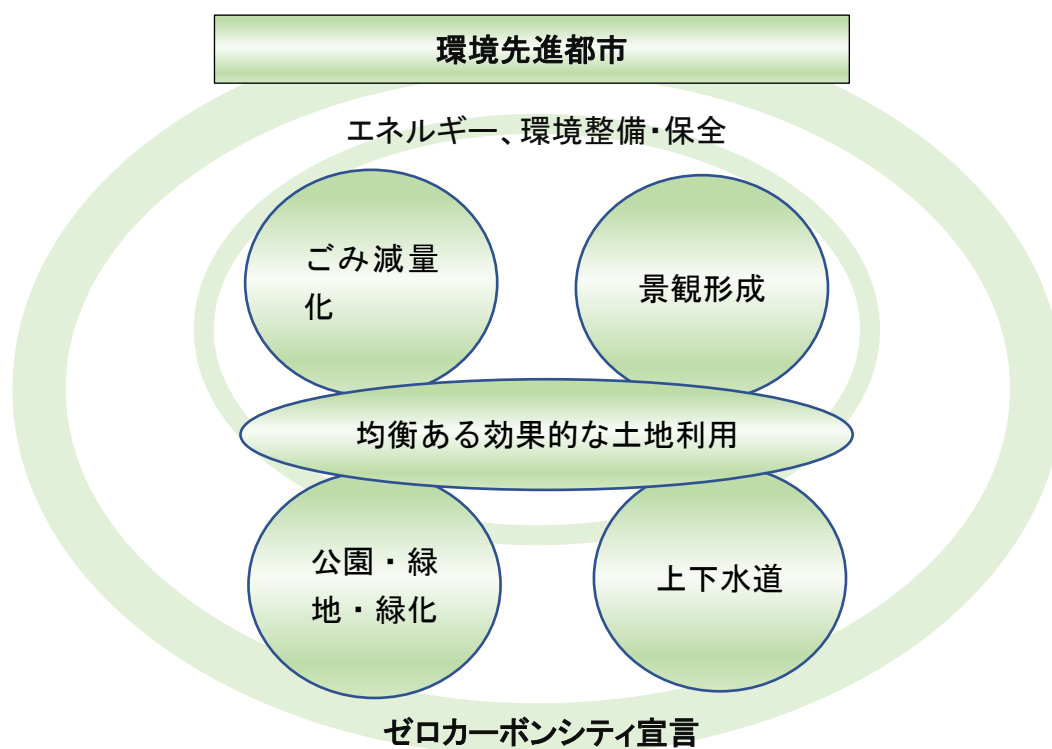 環境先進都市
エネルギー、環境整備・保全
ごみ減量
化
景観形成
均衡ある効果的な土地利用
公園・緑
地・緑化
上下水道
ゼロカーボンシティ宣言